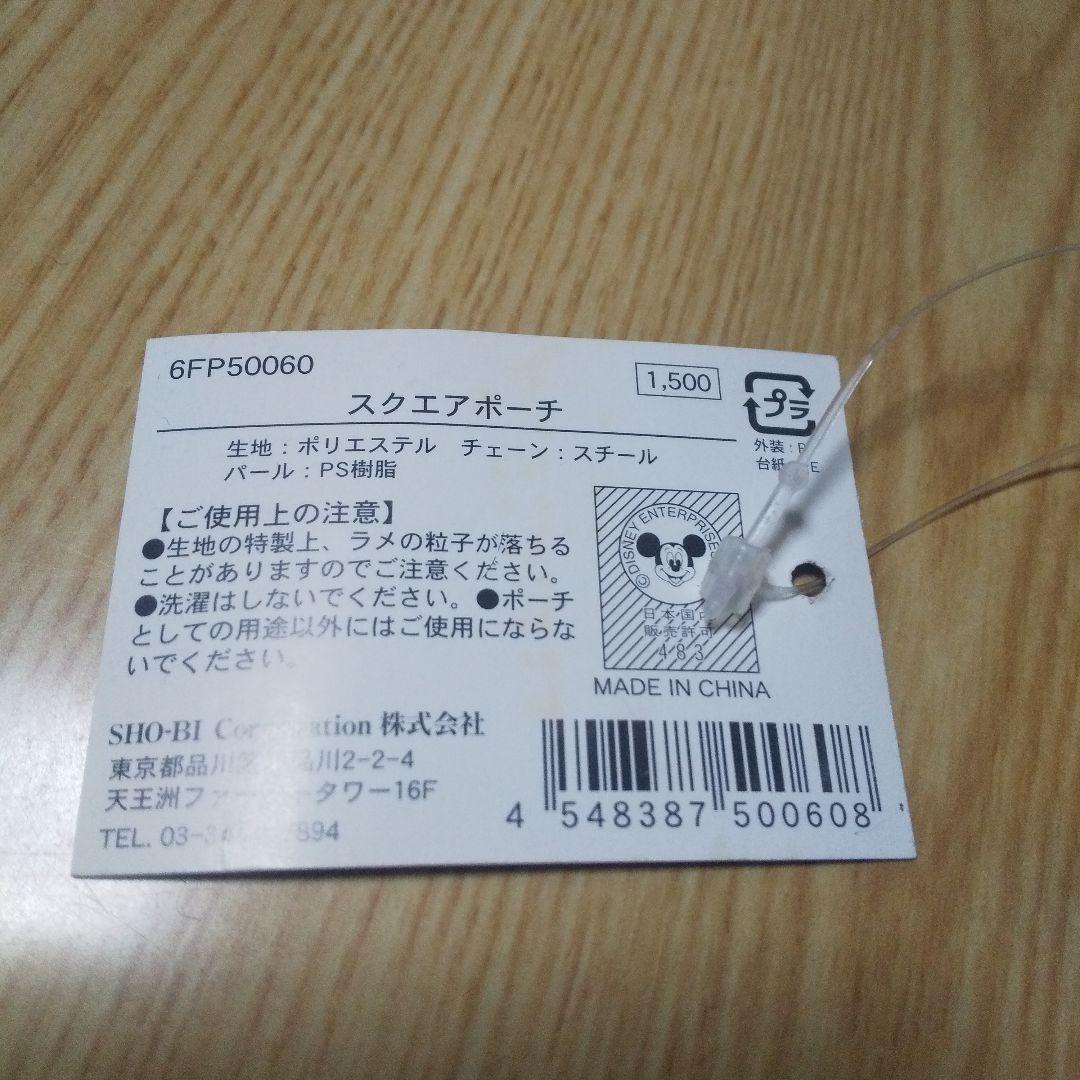 6FP50060
1,500
スクエアポーチ
プラ
生地：ポリエステル　チェーン：スチール
パール：PS樹脂
外装：
台紙
【ご使用上の注意】
●生地の特製上、ラメの粒子が落ちる
ことがありますのでご注意ください。
●洗濯はしないでください。●ポーチ
としての用途以外にはご使用にならな
いでください。
©DISNEY ENTERPRISES
日本国内
販売許可
483
MADE IN CHINA
SHO-BI Corporation 株式会社
東京都品川区 品川2-2-4
天王洲ファ タワー16F
TEL. 03- 894
4 548387 500608